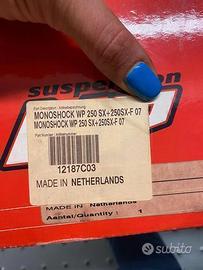 suspension
Part Description / Artikelbezeichnung
MONOSHOCK WP 250 SX+250SX-F 07
MONOSHOCK WP 250 SX+250SX-F 07
Part Number / Artikelnummer
12187C03
MADE IN NETHERLANDS
Made in Netherlands
Aantal/Quantity: 1
subito